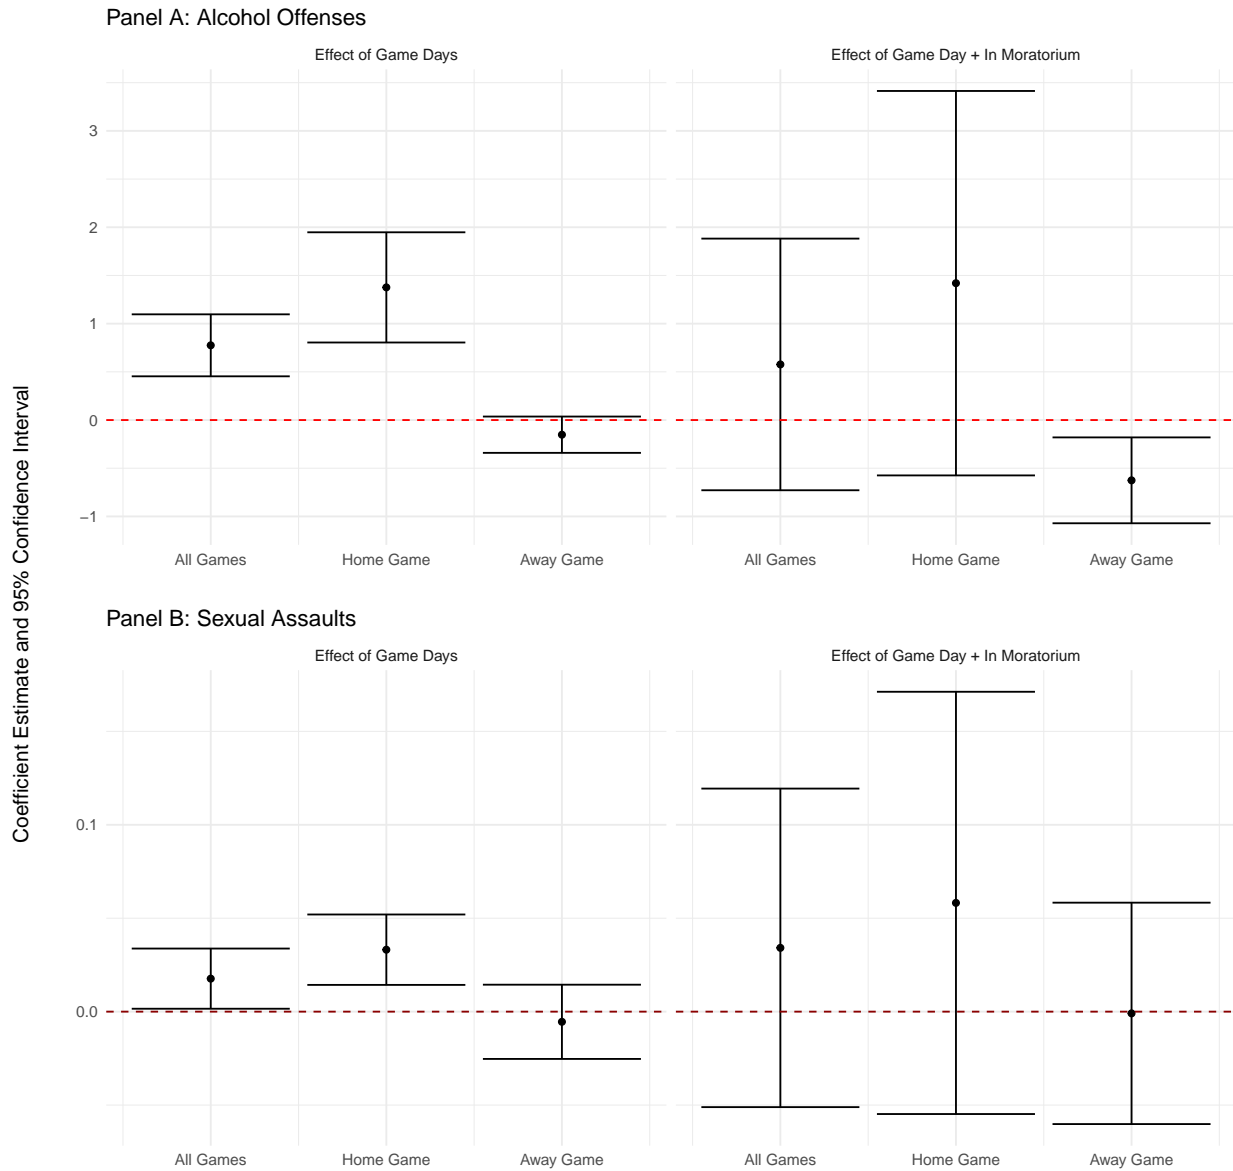 Panel A: Alcohol Offenses
Effect of Game Days
Effect of Game Day + In Moratorium
3
2
1
0
−1
All Games
Home Game
Away Game
All Games
Home Game
Away Game
Coefficient Estimate and 95% Confidence Interval
Panel B: Sexual Assaults
Effect of Game Days
Effect of Game Day + In Moratorium
0.1
0.0
All Games
Home Game
Away Game
All Games
Home Game
Away Game